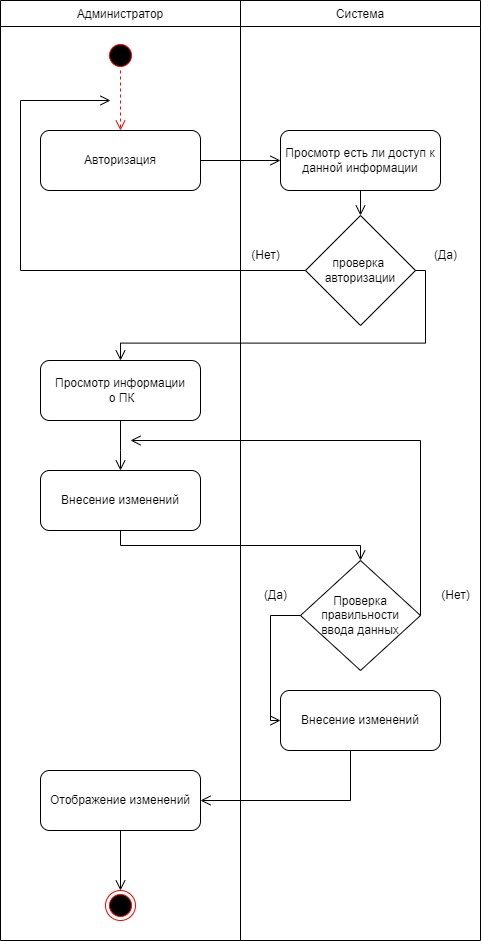 Администратор
Система
Авторизация
Просмотр есть ли доступ к
данной информации
(Нет)
(Да)
проверка
авторизации
Просмотр информации
о ПК
Внесение изменений
(Да)
(Нет)
Проверка
правильности
ввода данных
Внесение изменений
Отображение изменений